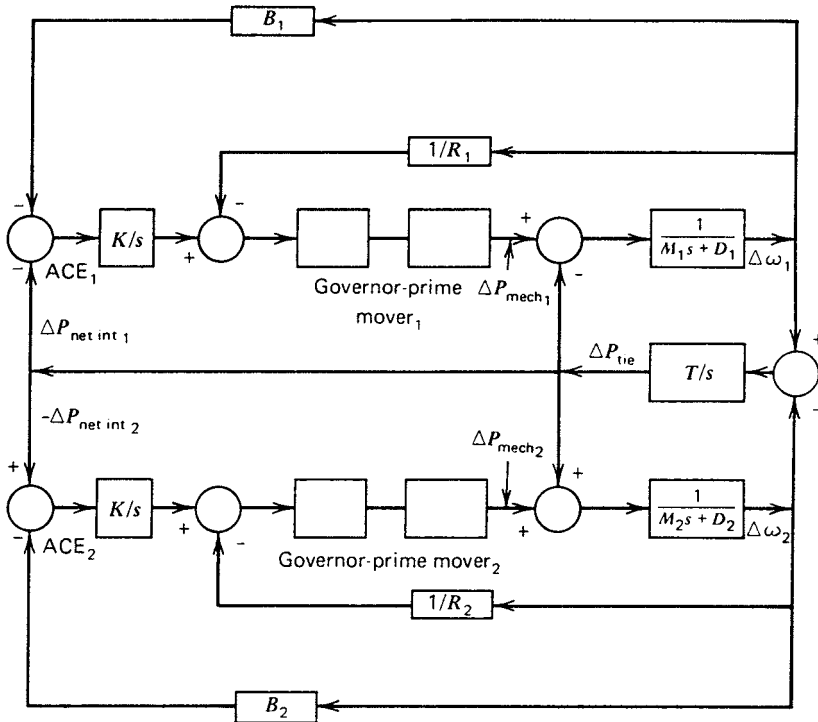 B₁
1/R₁
−
−
−
ACE₁
K/s
+
−
Governor-prime
mover₁
+
−
ΔP_mech₁
1
M₁s + D₁
Δω₁
ΔP_net int 1
ΔP_tie
T/s
+
−
-ΔP_net int 2
ΔP_mech₂
+
−
ACE₂
K/s
+
−
Governor-prime mover₂
+
+
1
M₂s + D₂
Δω₂
1/R₂
B₂